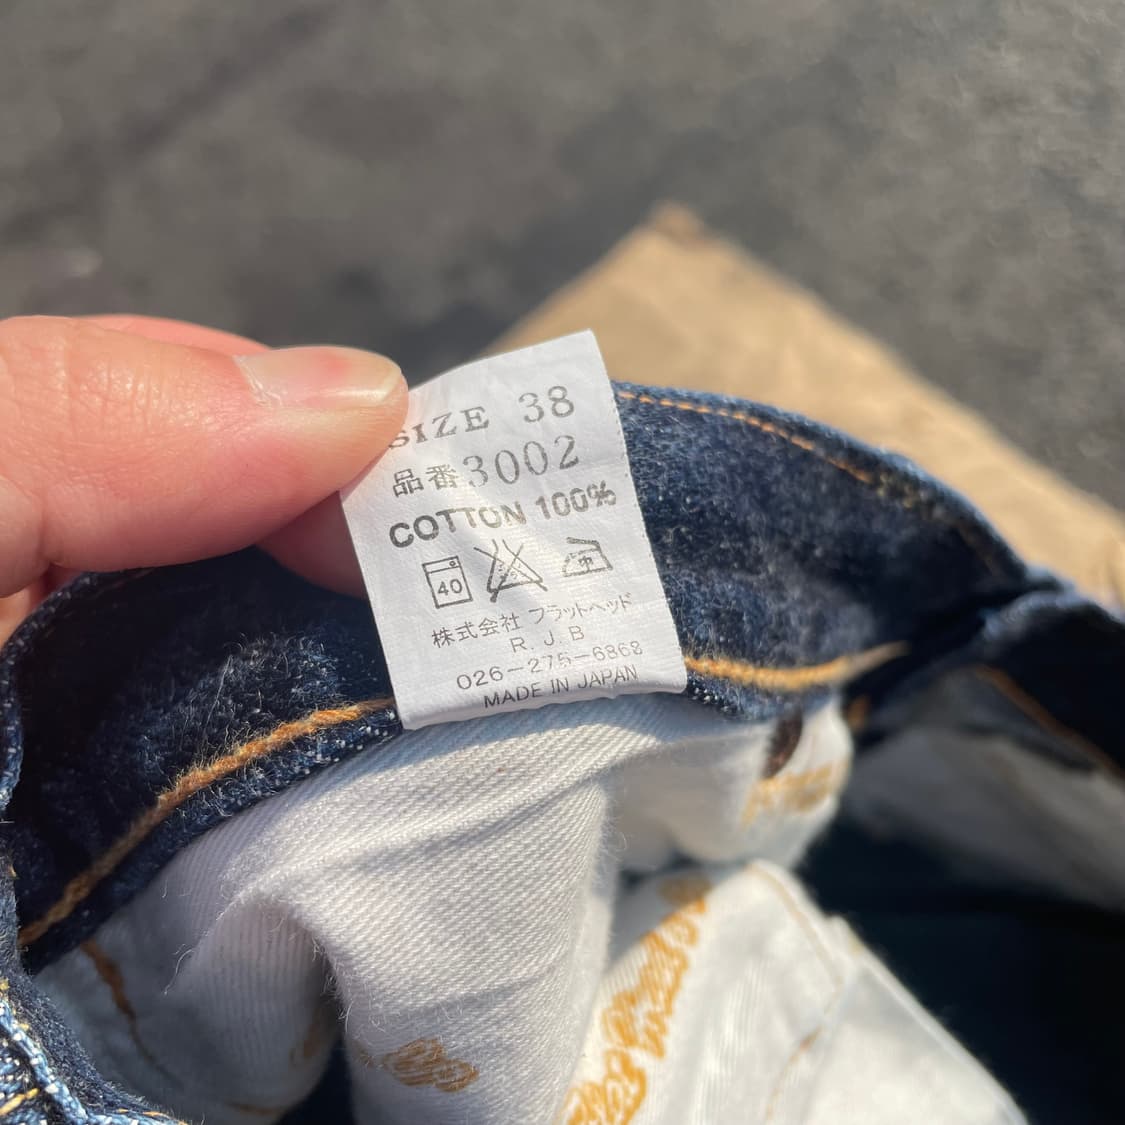 SIZE 38
品番3002
COTTON 100%
40 中
株式会社 フラットヘッド
R. J. B
026-275-6868
MADE IN JAPAN